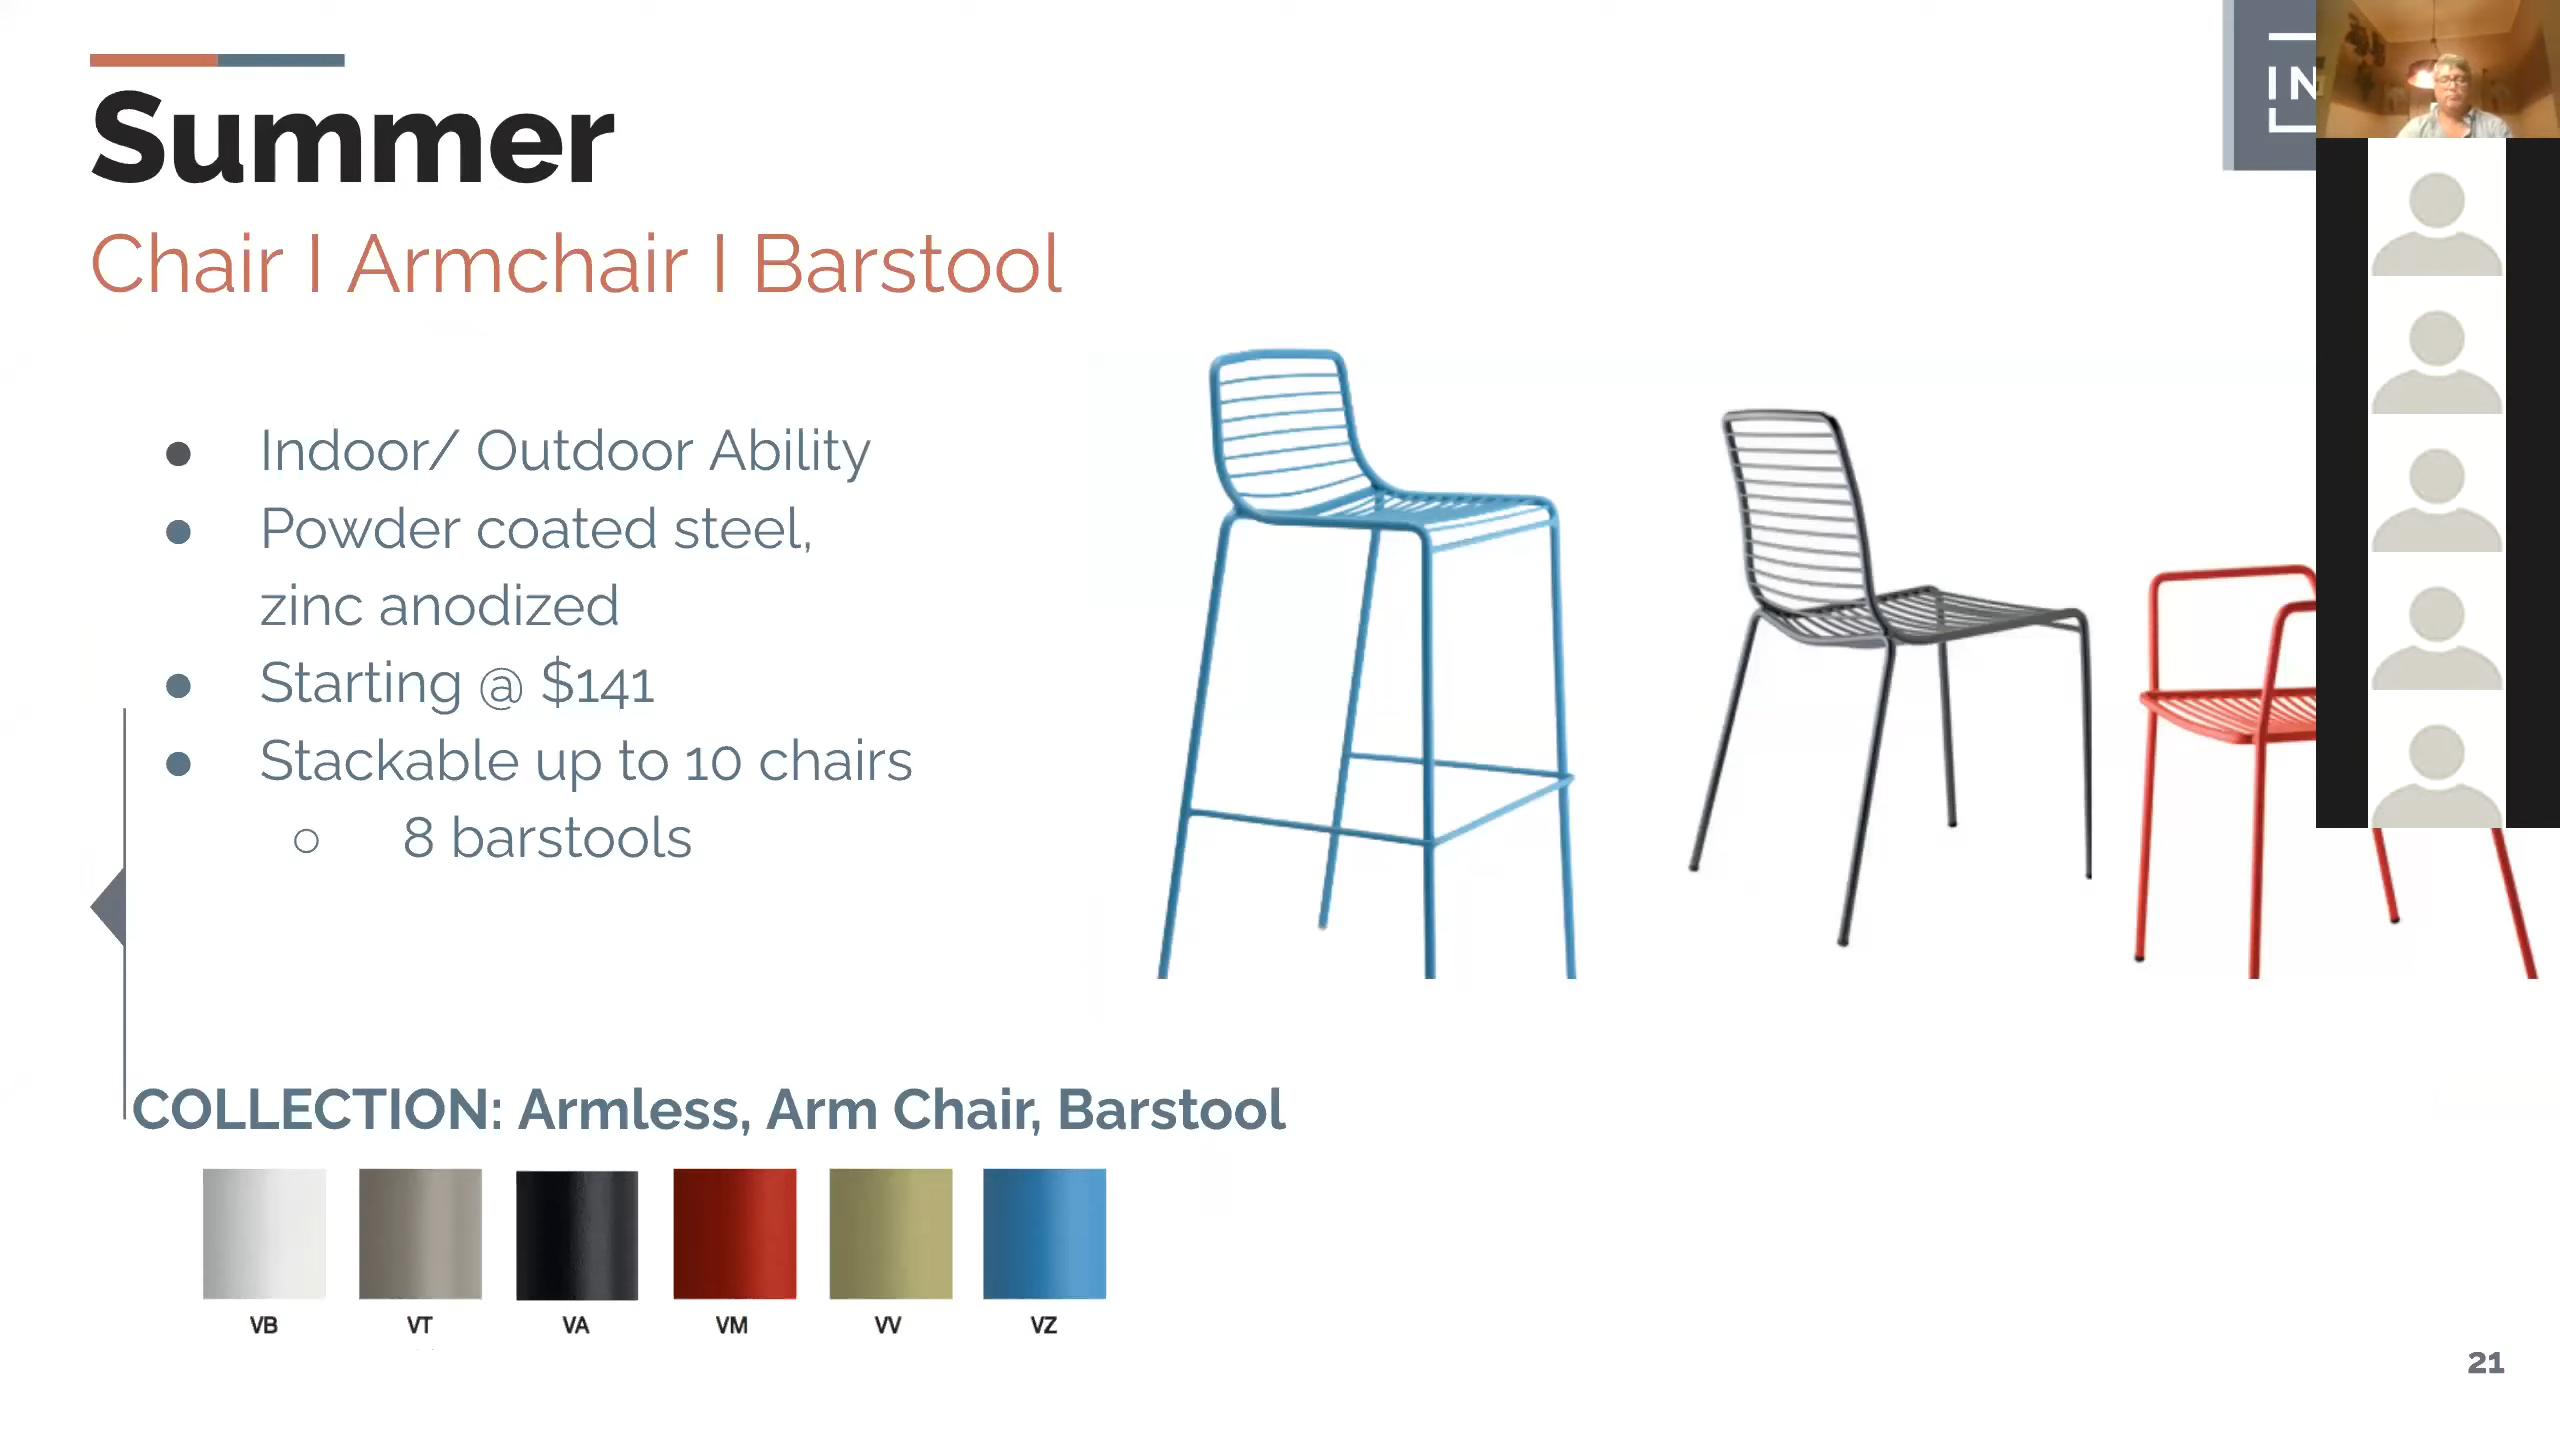 Summer
Chair I Armchair I Barstool
IN
● Indoor/ Outdoor Ability
● Powder coated steel,
zinc anodized
● Starting @ $141
● Stackable up to 10 chairs
○ 8 barstools
COLLECTION: Armless, Arm Chair, Barstool
VB VT VA VM VV VZ
21